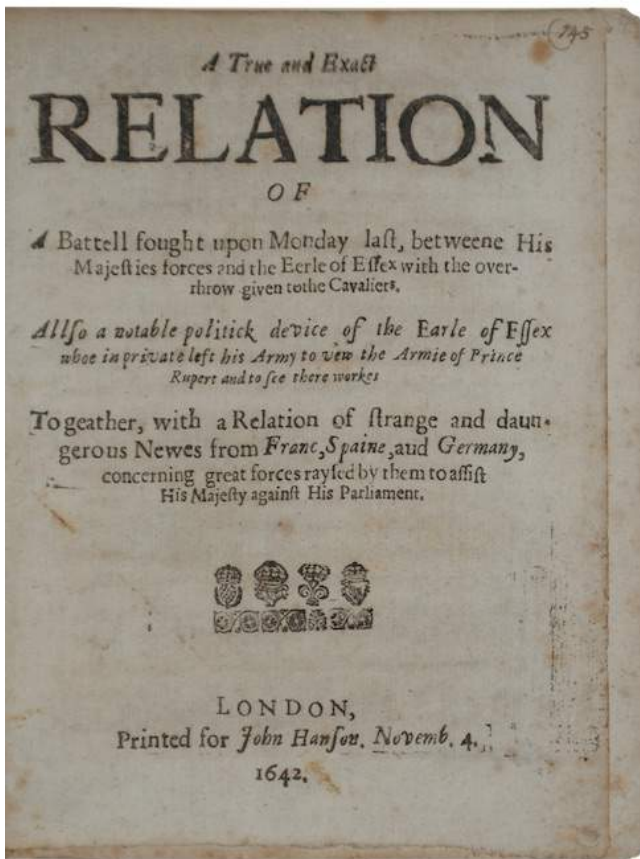 745
A True and Exact
RELATION
OF
A Battell fought upon Monday laſt, betweene His
Majeſties forces and the Eerle of Eſſex with the over-
throw given tothe Cavaliers.
Allſo a notable politick device of the Earle of Eſſex
whoe in private left his Army to vew the Armie of Prince
Rupert and to ſee there workes
Togeather, with a Relation of ſtrange and daun-
gerous Newes from Franc, Spaine, aud Germany,
concerning great forces rayſed by them to aſſiſt
His Majeſty againſt His Parliament.
LONDON,
Printed for John Hanſon. Novemb. 4.
1642.